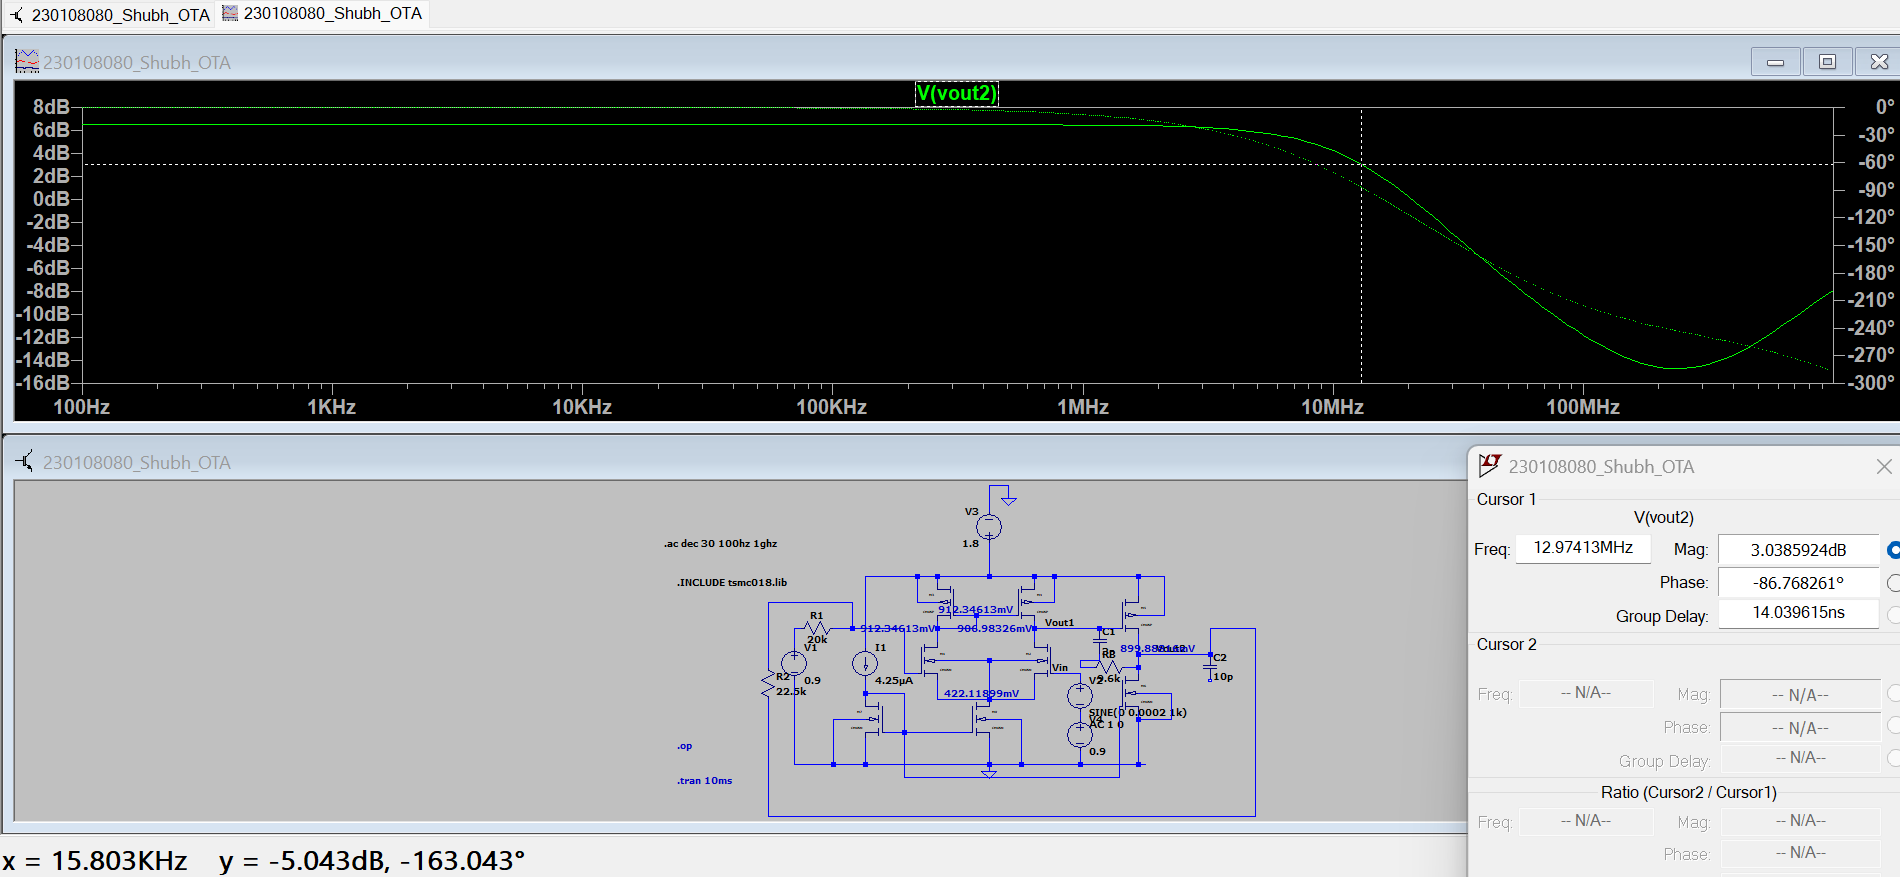 230108080_Shubh_OTA
230108080_Shubh_OTA
230108080_Shubh_OTA
V(vout2)
8dB
6dB
4dB
2dB
0dB
-2dB
-4dB
-6dB
-8dB
-10dB
-12dB
-14dB
-16dB
0°
-30°
-60°
-90°
-120°
-150°
-180°
-210°
-240°
-270°
-300°
100Hz 1KHz 10KHz 100KHz 1MHz 10MHz 100MHz
230108080_Shubh_OTA
V3
1.8
.ac dec 30 100hz 1ghz
.INCLUDE tsmc018.lib
912.34613mV
R1
20k
912.34613mV
906.98326mV
Vout1
C1
V1
0.9
I1
4.25µA
R2
22.5k
Vin
RB
9.6k
C2
10p
V2
422.11899mV
SINE(0 0.0002 1k)
AC 1 0
V4
0.9
.op
.tran 10ms
230108080_Shubh_OTA
Cursor 1
V(vout2)
Freq: 12.97413MHz Mag: 3.0385924dB
Phase: -86.768261°
Group Delay: 14.039615ns
Cursor 2
Freq: -- N/A-- Mag: -- N/A--
Phase: -- N/A--
Group Delay: -- N/A--
Ratio (Cursor2 / Cursor1)
Freq: -- N/A-- Mag: -- N/A--
Phase: -- N/A--
x = 15.803KHz y = -5.043dB, -163.043°